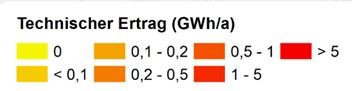 Technischer Ertrag (GWh/a)
0 0,1 - 0,2 0,5 - 1 > 5
< 0,1 0,2 - 0,5 1 - 5